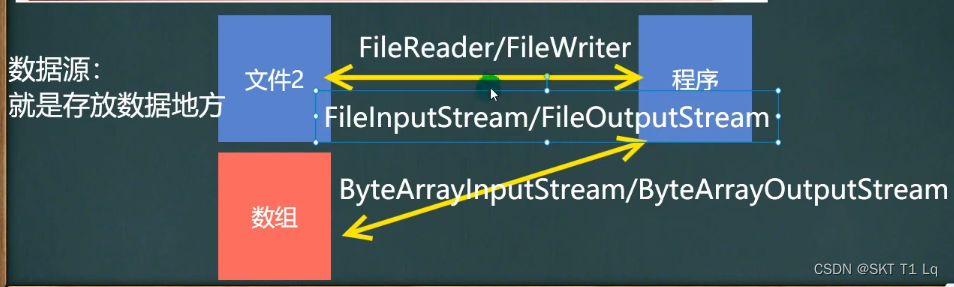 数据源：
就是存放数据地方
文件2
FileReader/FileWriter
程序
FileInputStream/FileOutputStream
数组
ByteArrayInputStream/ByteArrayOutputStream
CSDN @SKT T1 Lq